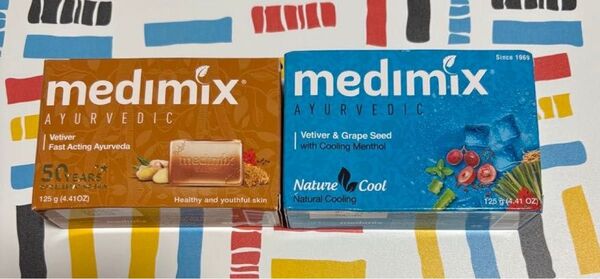 medimix®
AYURVEDIC
Vetiver
Fast Acting Ayurveda
50 YEARS
medimix
Healthy and youthful skin
125 g (4.41OZ)
Since 1969
medimix®
AYURVEDIC
Vetiver & Grape Seed
with Cooling Menthol
Nature Cool
Natural Cooling
125 g (4.41 OZ)